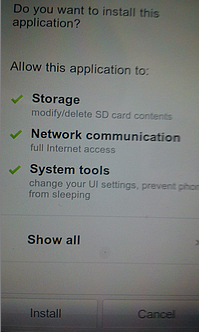 Do you want to install this
application?
Allow this application to:
Storage
modify/delete SD card contents
Network communication
full Internet access
System tools
change your UI settings, prevent phon
from sleeping
Show all
Install
Cancel